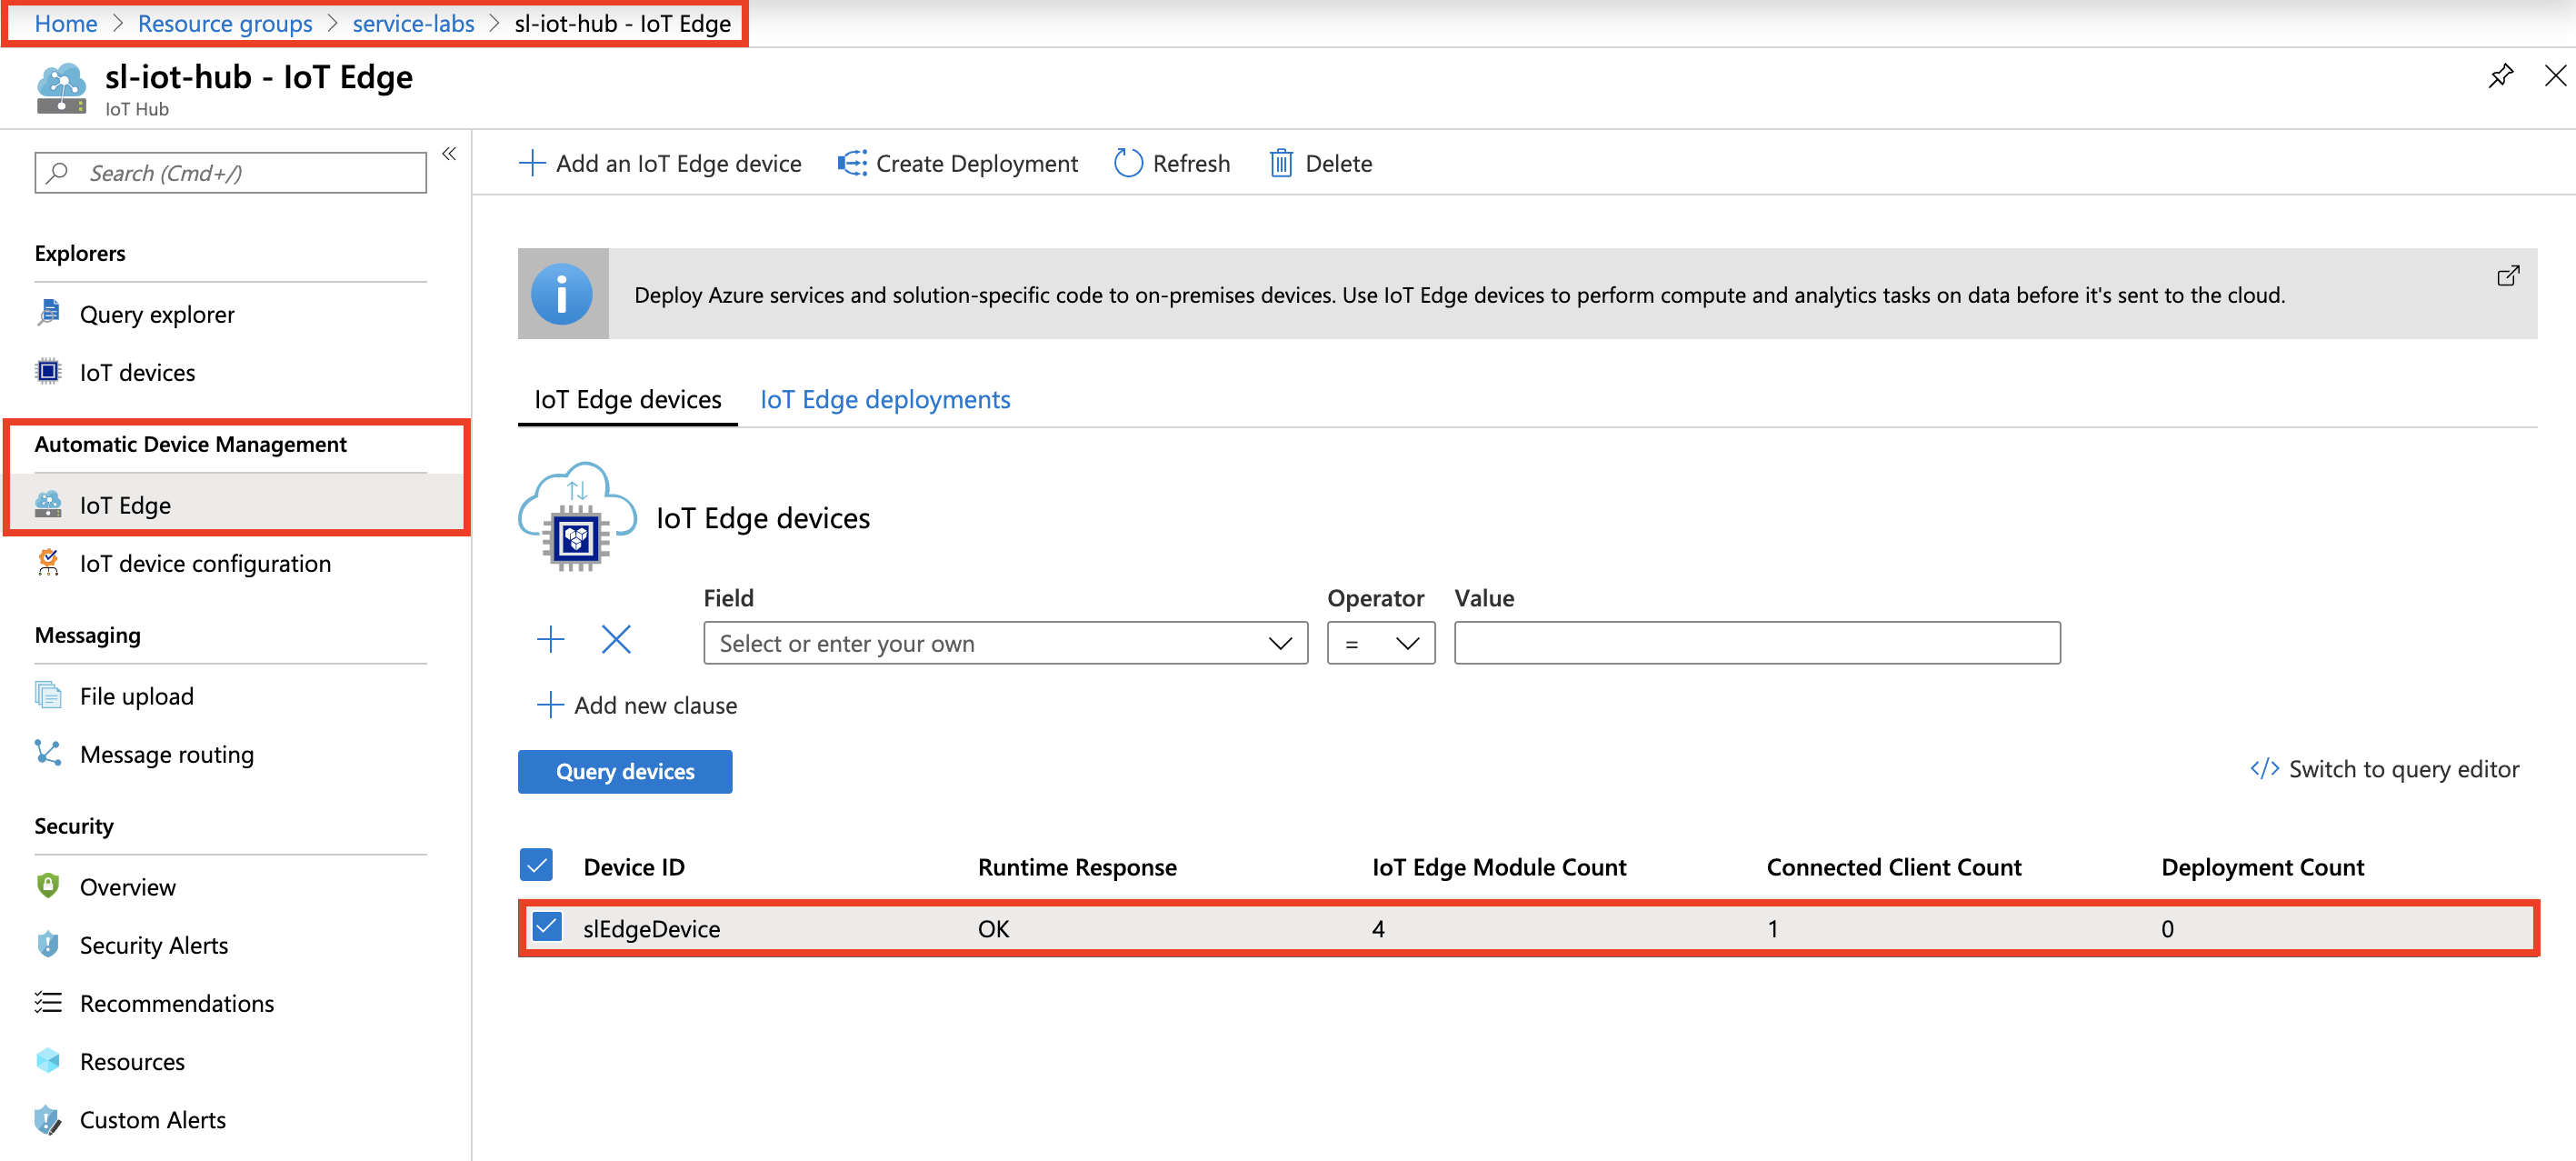 Home > Resource groups > service-labs > sl-iot-hub - IoT Edge
sl-iot-hub - IoT Edge
IoT Hub
Search (Cmd+/)
«
Explorers
Query explorer
IoT devices
Automatic Device Management
IoT Edge
IoT device configuration
Messaging
File upload
Message routing
Security
Overview
Security Alerts
Recommendations
Resources
Custom Alerts
Add an IoT Edge device Create Deployment Refresh Delete
Deploy Azure services and solution-specific code to on-premises devices. Use IoT Edge devices to perform compute and analytics tasks on data before it's sent to the cloud.
IoT Edge devices IoT Edge deployments
IoT Edge devices
Field Operator Value
Select or enter your own =
Add new clause
Query devices
</> Switch to query editor
Device ID Runtime Response IoT Edge Module Count Connected Client Count Deployment Count
slEdgeDevice OK 4 1 0